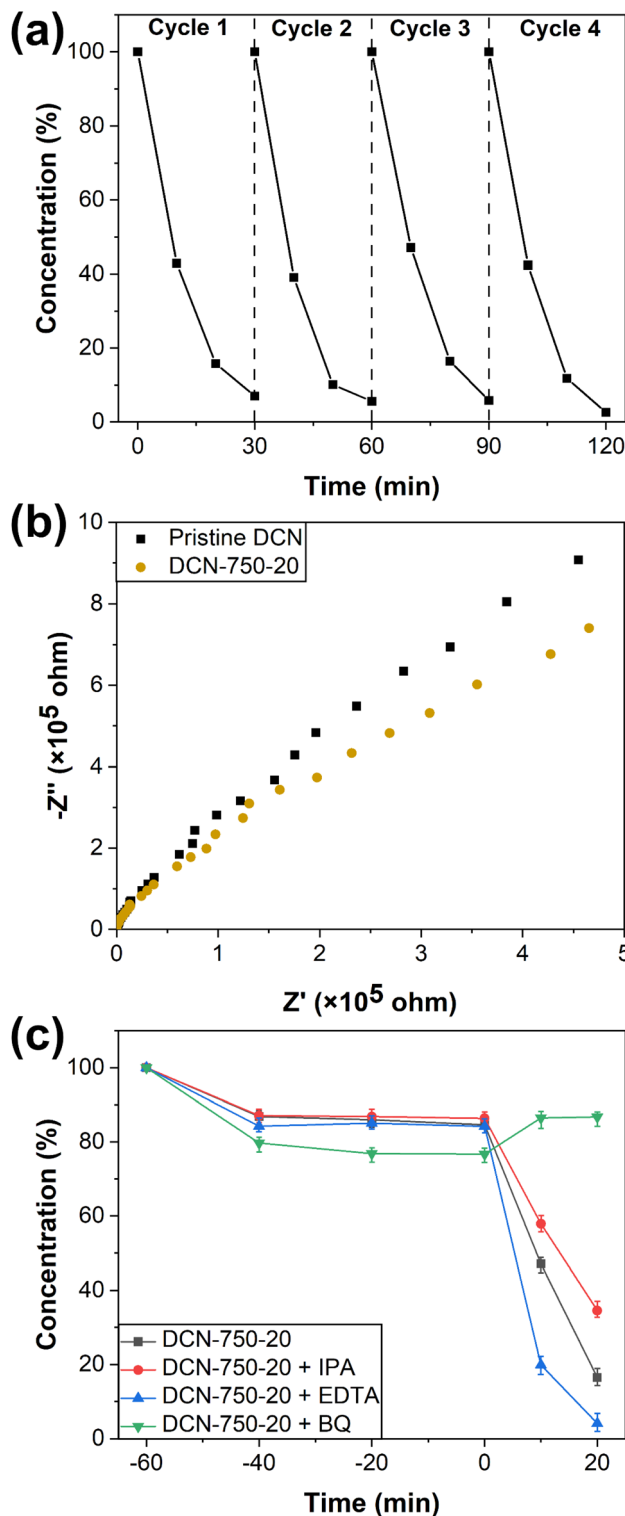 (a)
Cycle 1 Cycle 2 Cycle 3 Cycle 4
100
80
60
40
20
0
Concentration (%)
0 30 60 90 120
Time (min)
(b)
Pristine DCN
DCN-750-20
10
8
6
4
2
0
-Z" (×10⁵ ohm)
0 1 2 3 4 5
Z' (×10⁵ ohm)
(c)
100
80
60
40
20
0
Concentration (%)
DCN-750-20
DCN-750-20 + IPA
DCN-750-20 + EDTA
DCN-750-20 + BQ
-60 -40 -20 0 20
Time (min)